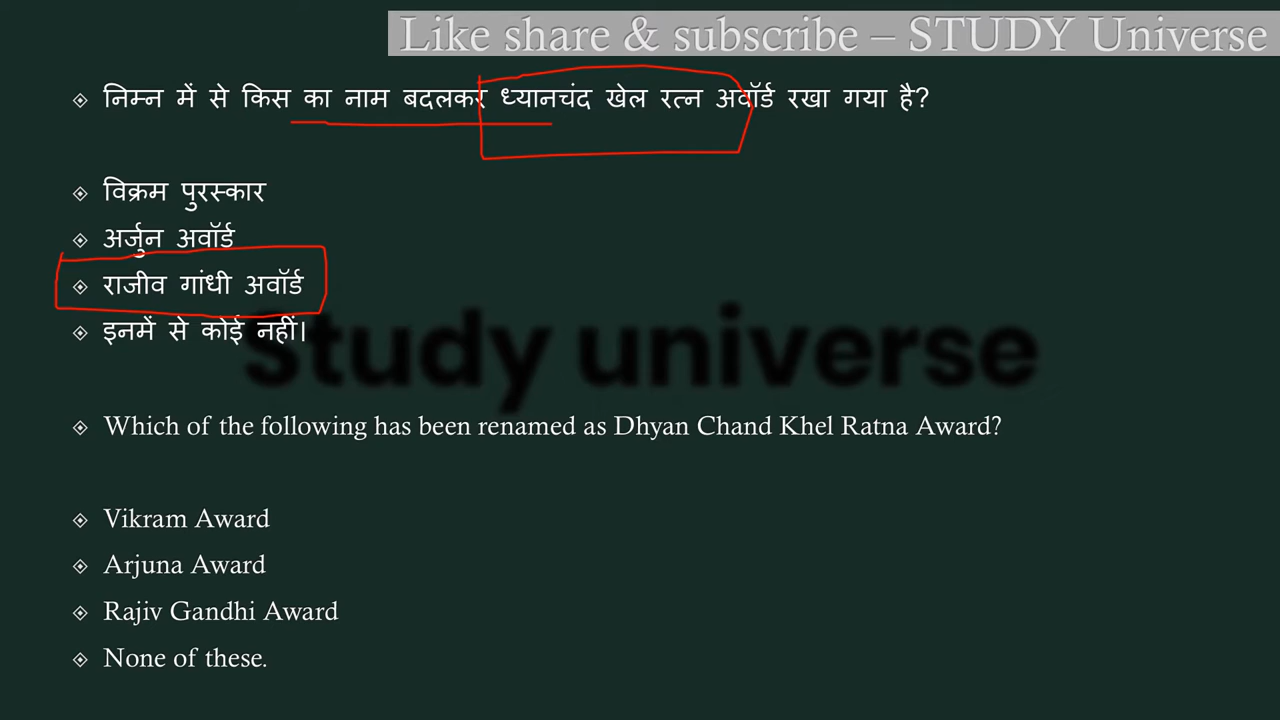 Like share & subscribe – STUDY Universe
निम्न में से किस का नाम बदलकर ध्यानचंद खेल रत्न अवॉर्ड रखा गया है?
विक्रम पुरस्कार
अर्जुन अवॉर्ड
राजीव गांधी अवॉर्ड
इनमें से कोई नहीं।
Study universe
Which of the following has been renamed as Dhyan Chand Khel Ratna Award?
Vikram Award
Arjuna Award
Rajiv Gandhi Award
None of these.